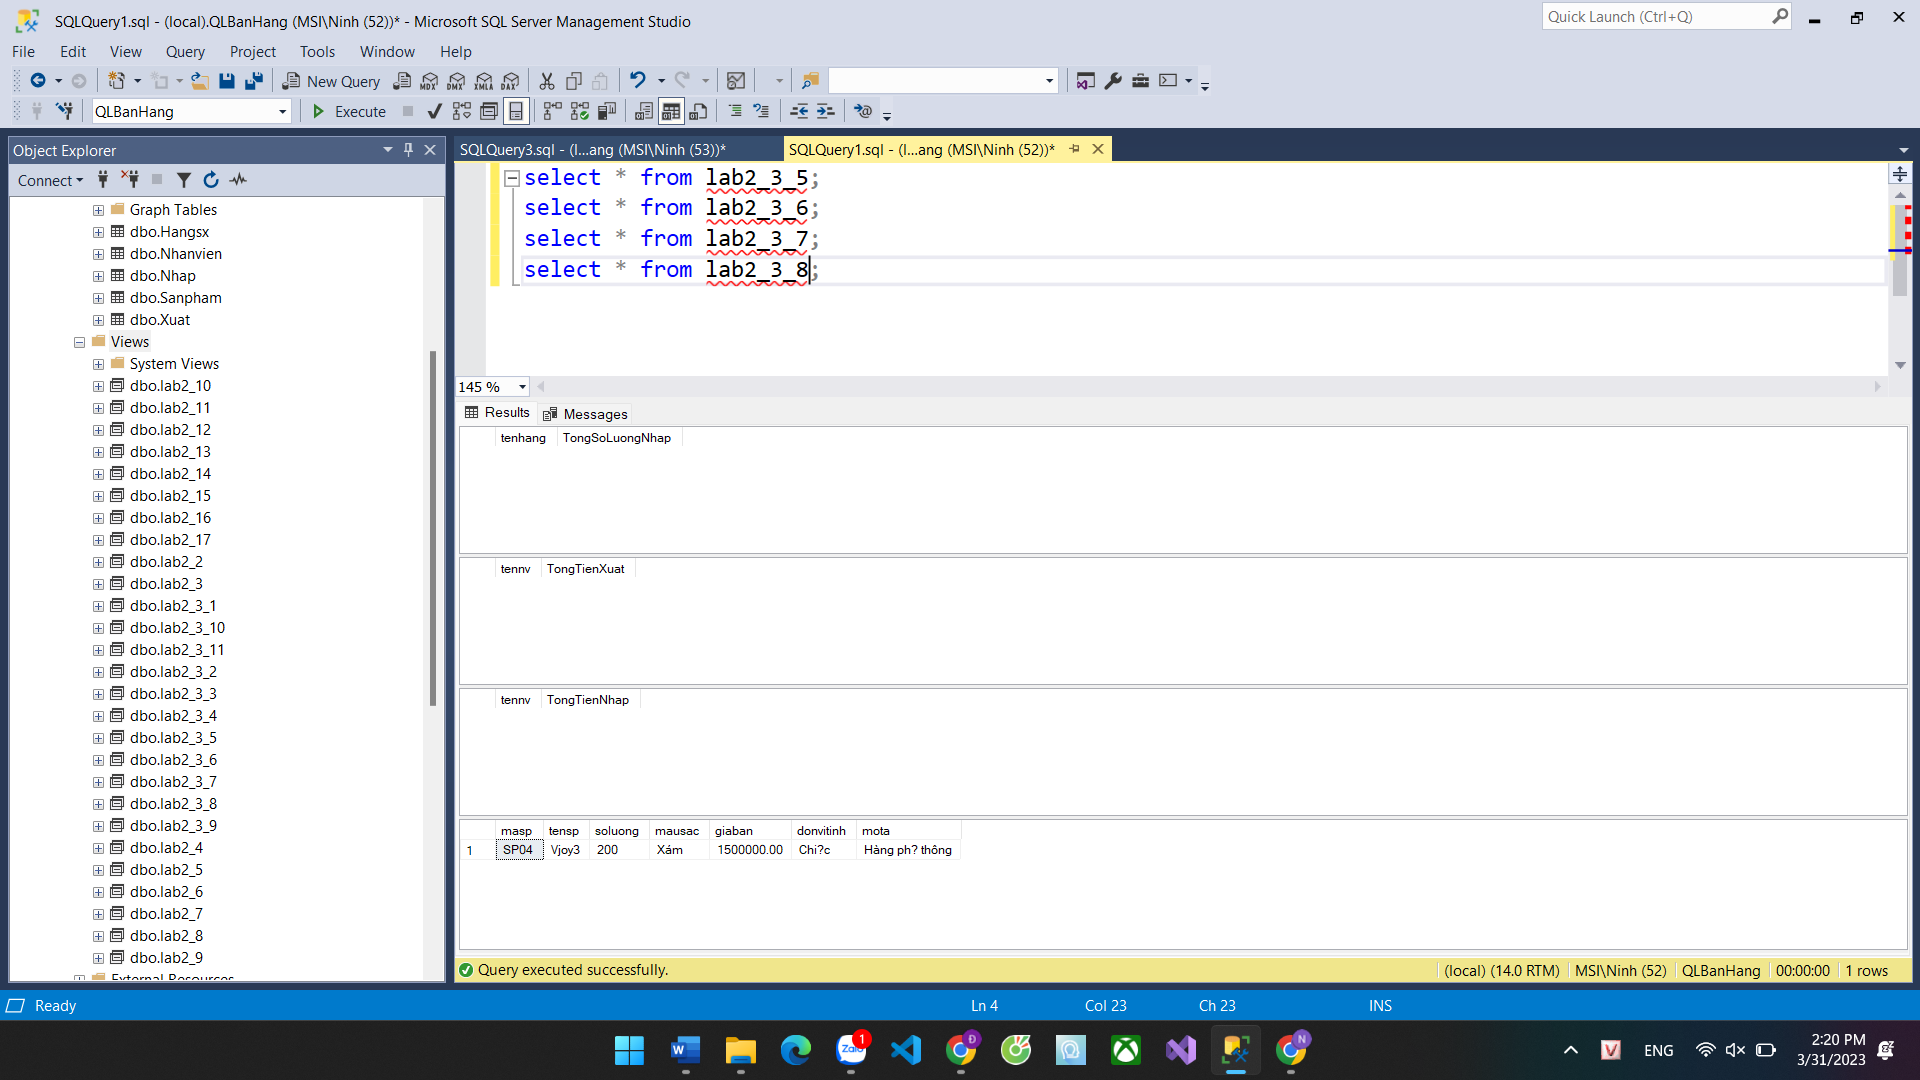 SQLQuery1.sql - (local).QLBanHang (MSI\Ninh (52))* - Microsoft SQL Server Management Studio
Quick Launch (Ctrl+Q)
File Edit View Query Project Tools Window Help
New Query MDX DMX XMLA DAX
QLBanHang Execute
Object Explorer
Connect
Graph Tables
dbo.Hangsx
dbo.Nhanvien
dbo.Nhap
dbo.Sanpham
dbo.Xuat
Views
System Views
dbo.lab2_10
dbo.lab2_11
dbo.lab2_12
dbo.lab2_13
dbo.lab2_14
dbo.lab2_15
dbo.lab2_16
dbo.lab2_17
dbo.lab2_2
dbo.lab2_3
dbo.lab2_3_1
dbo.lab2_3_10
dbo.lab2_3_11
dbo.lab2_3_2
dbo.lab2_3_3
dbo.lab2_3_4
dbo.lab2_3_5
dbo.lab2_3_6
dbo.lab2_3_7
dbo.lab2_3_8
dbo.lab2_3_9
dbo.lab2_4
dbo.lab2_5
dbo.lab2_6
dbo.lab2_7
dbo.lab2_8
dbo.lab2_9
External Resources
SQLQuery3.sql - (l...ang (MSI\Ninh (53))* SQLQuery1.sql - (l...ang (MSI\Ninh (52))*
select * from lab2_3_5;
select * from lab2_3_6;
select * from lab2_3_7;
select * from lab2_3_8;
145 %
Results Messages
tenhang TongSoLuongNhap
tennv TongTienXuat
tennv TongTienNhap
masp tensp soluong mausac giaban donvitinh mota
1 SP04 Vjoy3 200 Xám 1500000.00 Chi?c Hàng ph? thông
Query executed successfully. (local) (14.0 RTM) MSI\Ninh (52) QLBanHang 00:00:00 1 rows
Ready Ln 4 Col 23 Ch 23 INS
Zalo 1 Đ N
V ENG 2:20 PM
3/31/2023